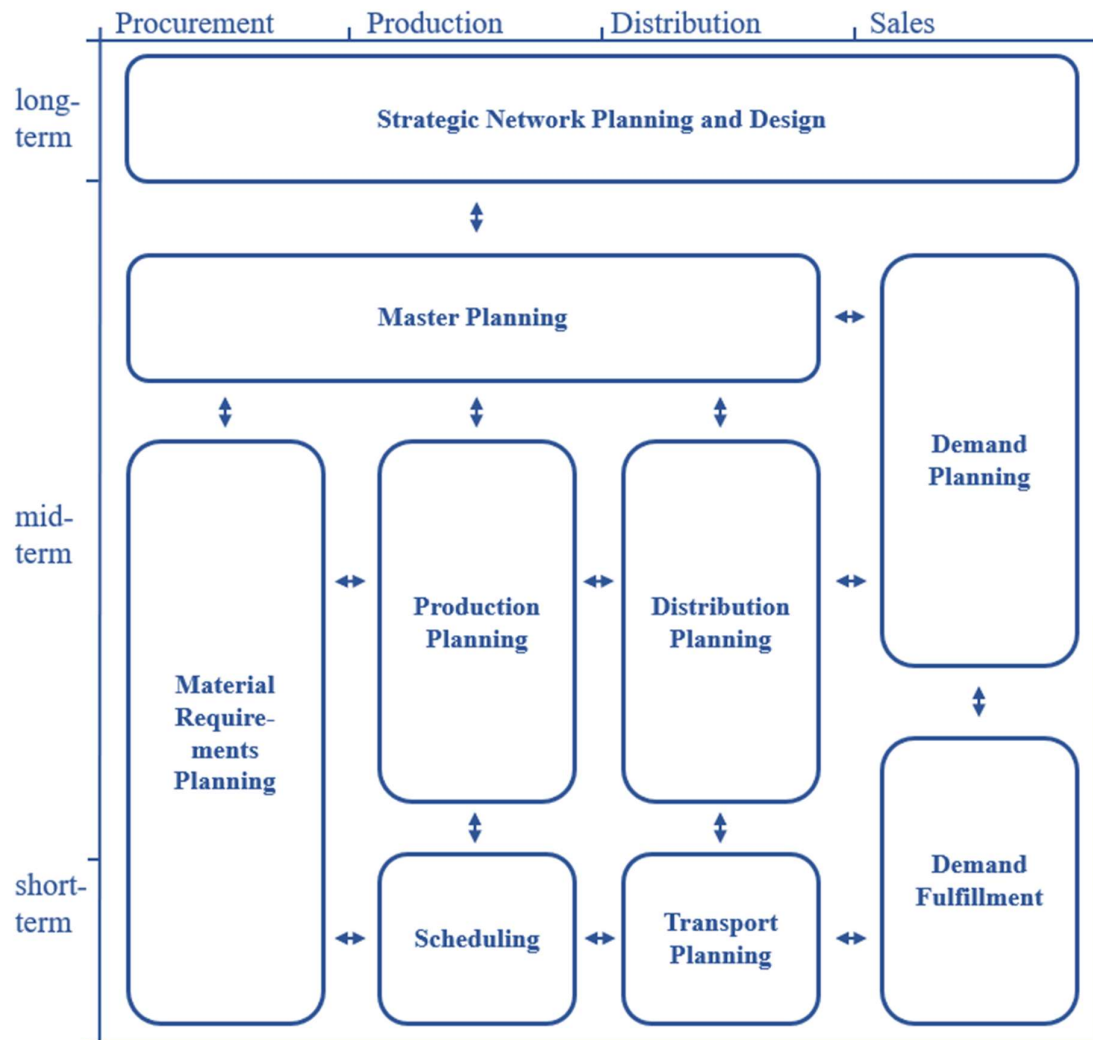 Procurement
Production
Distribution
Sales
long-
term
Strategic Network Planning and Design
Master Planning
mid-
term
Demand
Planning
Production
Planning
Distribution
Planning
Material
Require-
ments
Planning
short-
term
Scheduling
Transport
Planning
Demand
Fulfillment